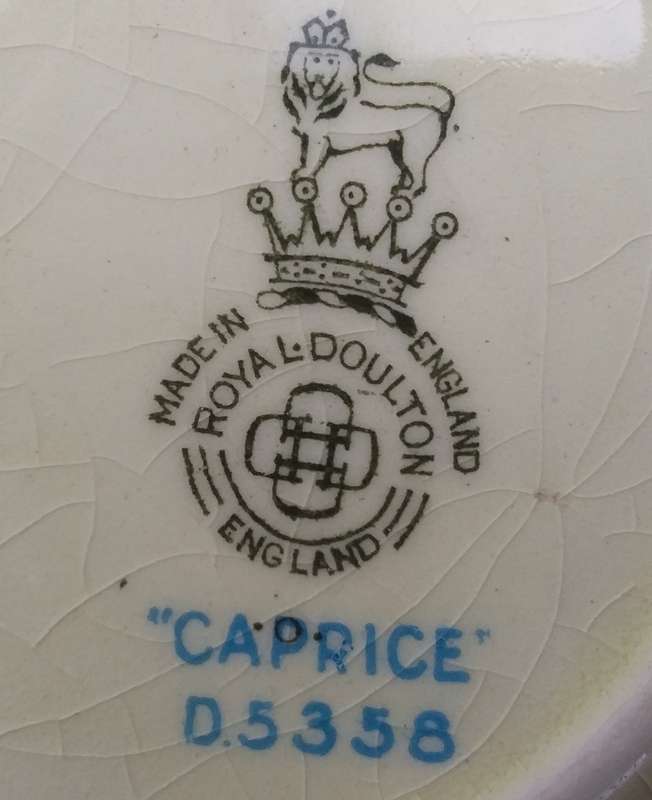 MADE IN ENGLAND
ROYAL·DOULTON
ENGLAND
"CAPRICE"
D.5358